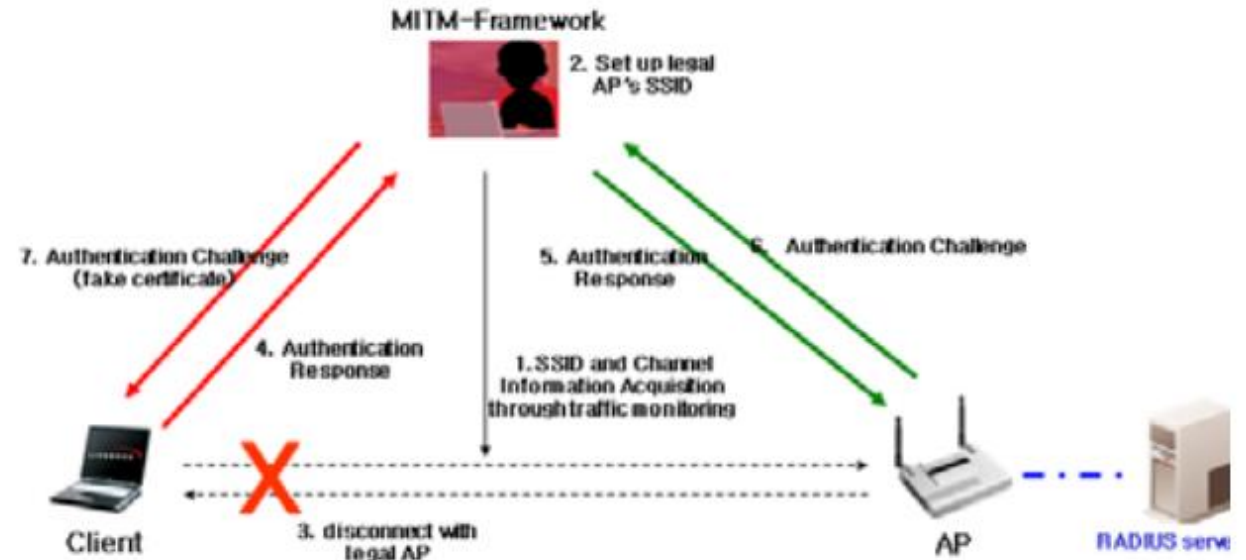 MITM-Framework
2. Set up legal
AP's SSID
7. Authentication Challenge
(fake certificate)
5. Authentication
Response
6. Authentication Challenge
4. Authentication
Response
1.SSID and Channel
Information Acquisition
through traffic monitoring
3. disconnect with
legal AP
Client
AP
RADIUS serve